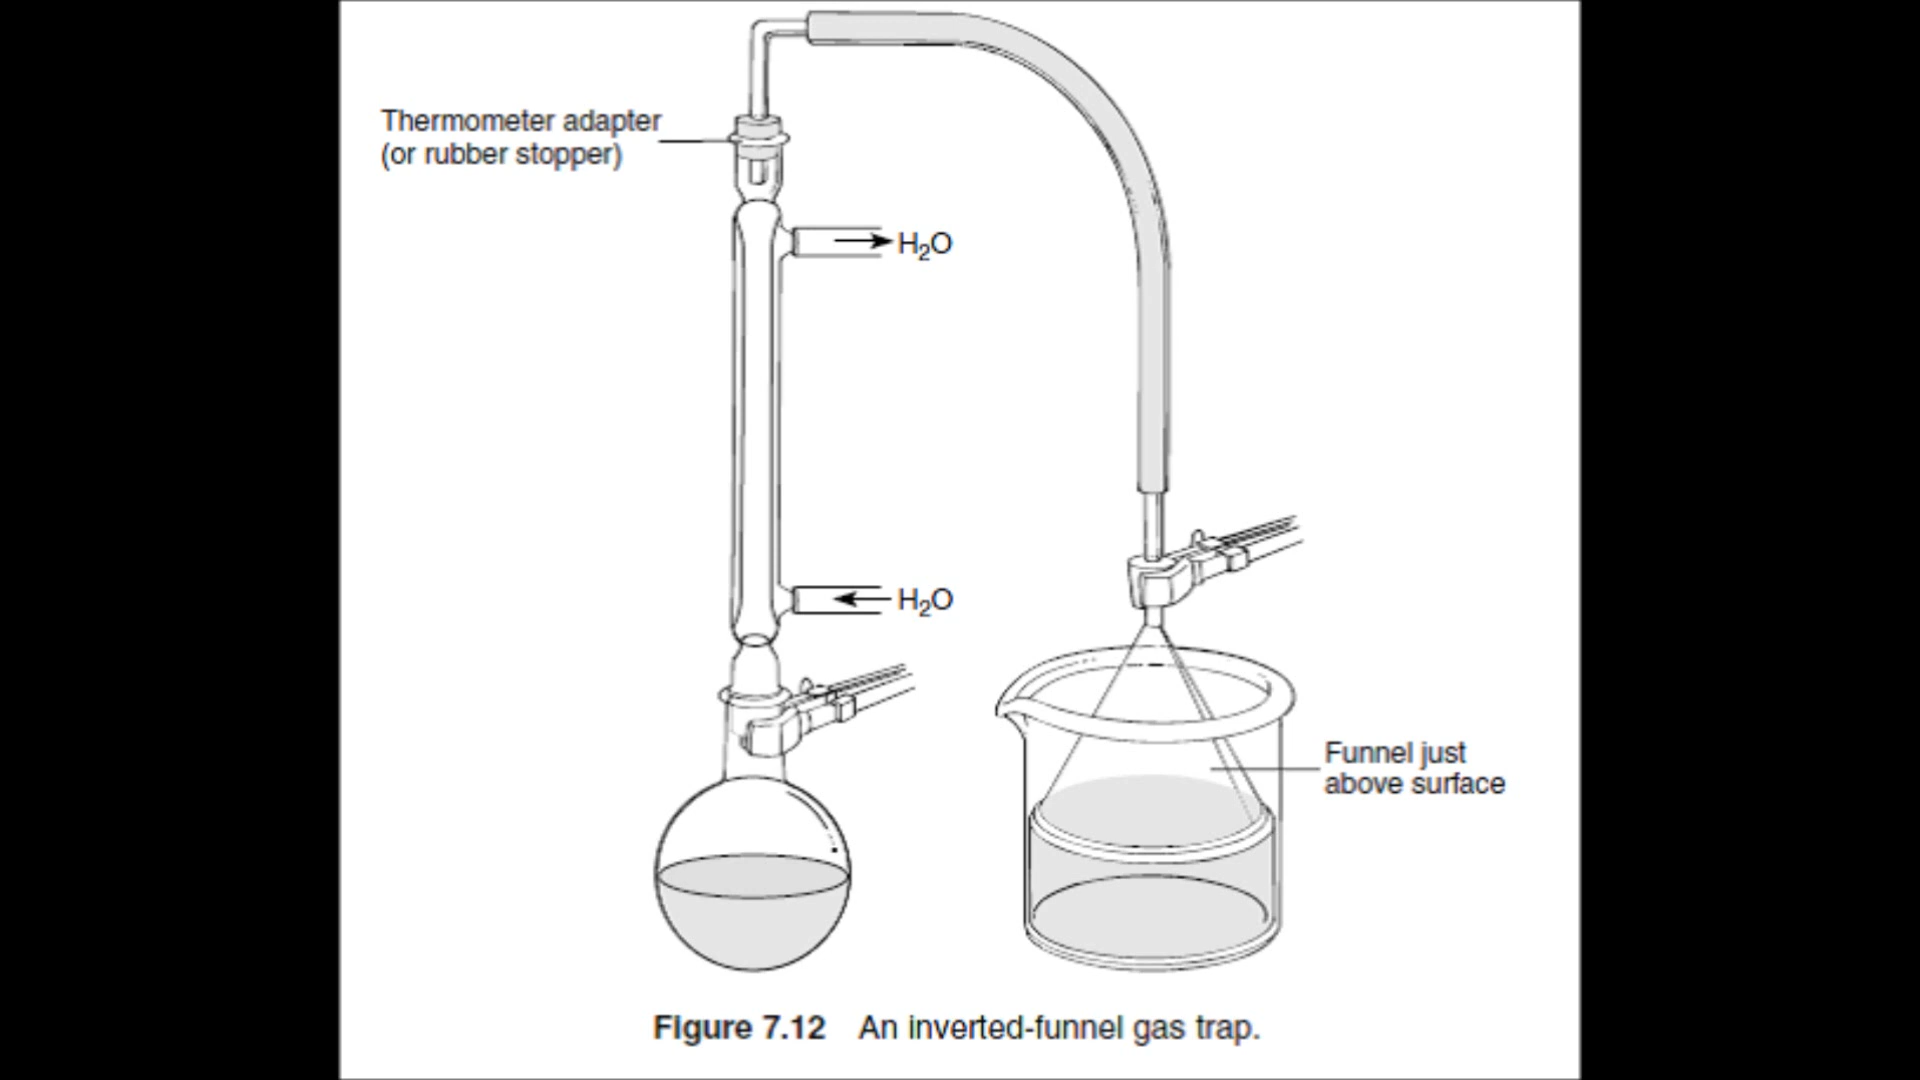 Thermometer adapter
(or rubber stopper)
H₂O
H₂O
Funnel just
above surface
Figure 7.12 An inverted-funnel gas trap.